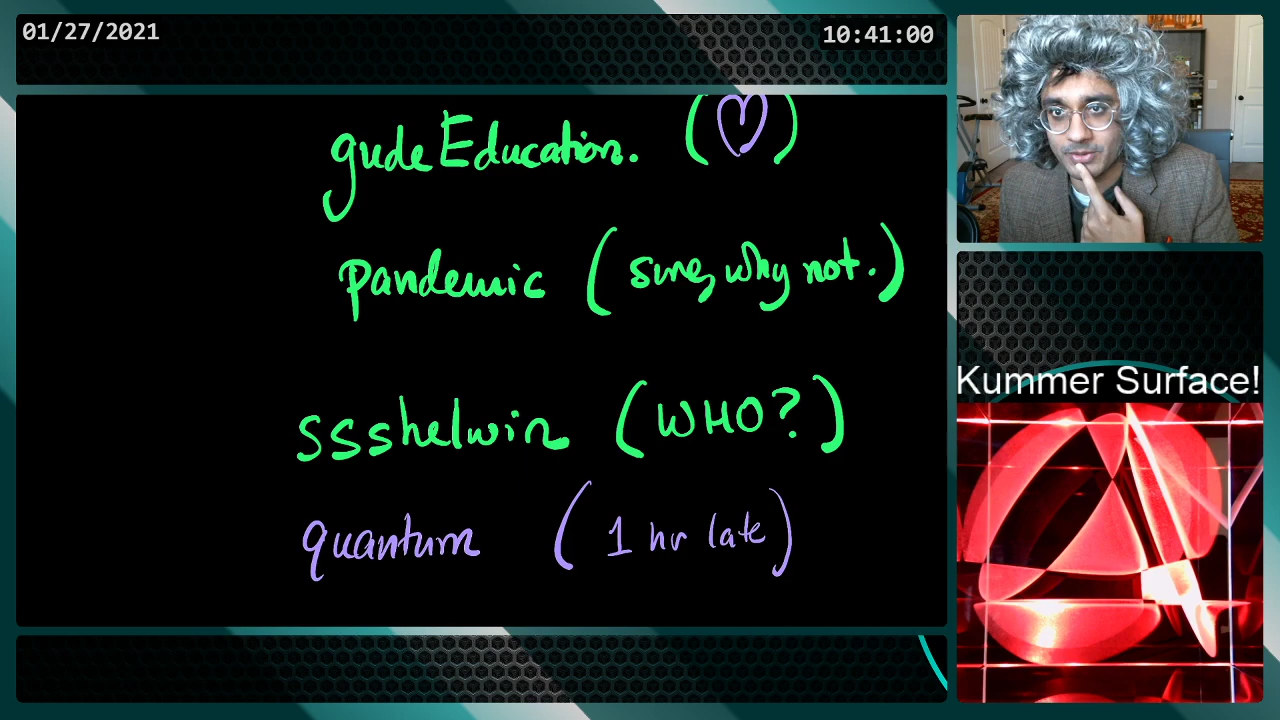 01/27/2021
10:41:00
gudeEducation. (♡)
pandemic (sure, why not.)
ssshelwin (WHO?)
quantum (1 hr late)
Kummer Surface!